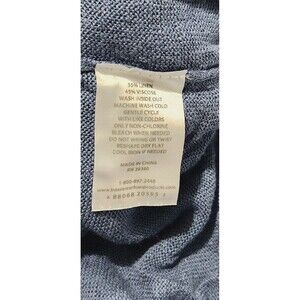 55% LINEN
45% VISCOSE
WASH INSIDE OUT
MACHINE WASH COLD
GENTLE CYCLE
WITH LIKE COLORS
ONLY NON-CHLORINE
BLEACH WHEN NEEDED
DO NOT WRING OR TWIST
RESHAPE DRY FLAT
COOL IRON IF NEEDED
MADE IN CHINA
1-800-897-2448